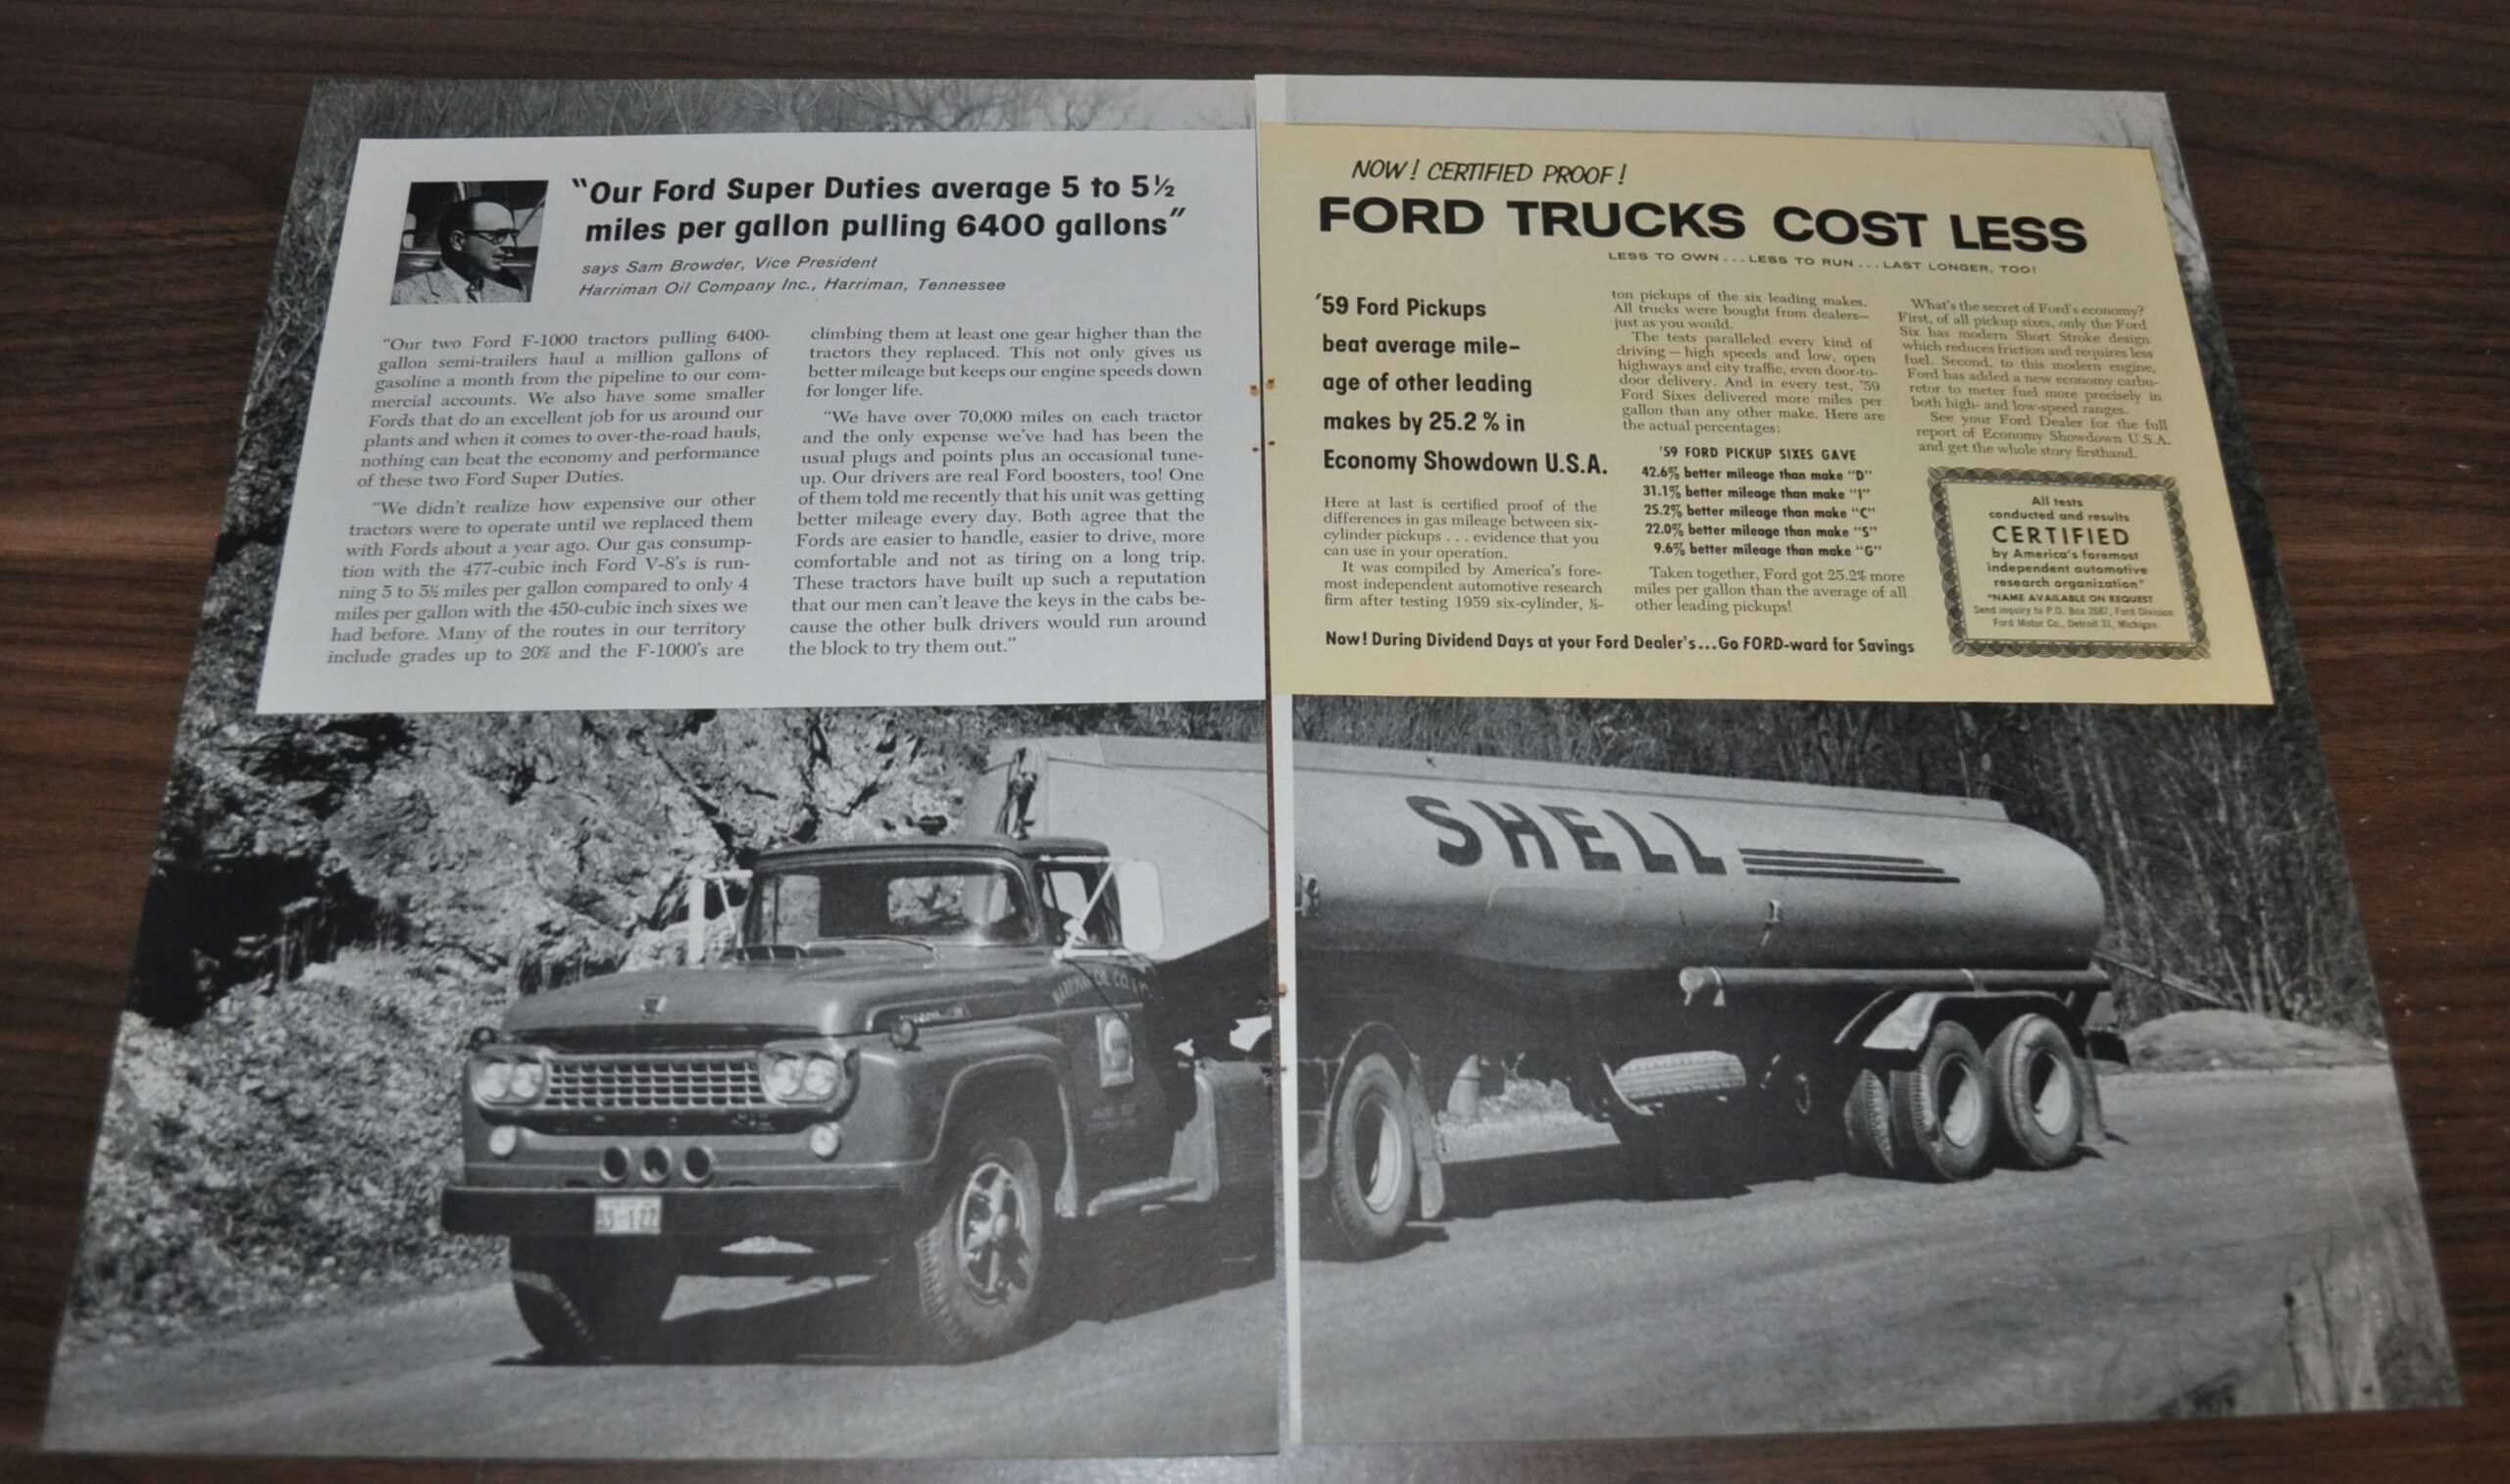 "Our Ford Super Duties average 5 to 5½
miles per gallon pulling 6400 gallons"
says Sam Browder, Vice President
Harriman Oil Company Inc., Harriman, Tennessee
"Our two Ford F-1000 tractors pulling 6400-
gallon semi-trailers haul a million gallons of
gasoline a month from the pipeline to our com-
mercial accounts. We also have some smaller
Fords that do an excellent job for us around our
plants and when it comes to over-the-road hauls,
nothing can beat the economy and performance
of these two Ford Super Duties.
"We didn't realize how expensive our other
tractors were to operate until we replaced them
with Fords about a year ago. Our gas consump-
tion with the 477-cubic inch Ford V-8's is run-
ning 5 to 5½ miles per gallon compared to only 4
miles per gallon with the 450-cubic inch sixes we
had before. Many of the routes in our territory
include grades up to 20% and the F-1000's are
climbing them at least one gear higher than the
tractors they replaced. This not only gives us
better mileage but keeps our engine speeds down
for longer life.
"We have over 70,000 miles on each tractor
and the only expense we've had has been the
usual plugs and points plus an occasional tune-
up. Our drivers are real Ford boosters, too! One
of them told me recently that his unit was getting
better mileage every day. Both agree that the
Fords are easier to handle, easier to drive, more
comfortable and not as tiring on a long trip.
These tractors have built up such a reputation
that our men can't leave the keys in the cabs be-
cause the other bulk drivers would run around
the block to try them out."
NOW! CERTIFIED PROOF!
FORD TRUCKS COST LESS
LESS TO OWN...LESS TO RUN...LAST LONGER, TOO!
'59 Ford Pickups
beat average mile-
age of other leading
makes by 25.2 % in
Economy Showdown U.S.A.
Here at last is certified proof of the
differences in gas mileage between six-
cylinder pickups . . . evidence that you
can use in your operation.
It was compiled by America's fore-
most independent automotive research
firm after testing 1959 six-cylinder, ½-
ton pickups of the six leading makes.
All trucks were bought from dealers—
just as you would.
The tests paralleled every kind of
driving — high speeds and low, open
highways and city traffic, even door-to-
door delivery. And in every test, '59
Ford Sixes delivered more miles per
gallon than any other make. Here are
the actual percentages:
'59 FORD PICKUP SIXES GAVE
42.6% better mileage than make "D"
31.1% better mileage than make "I"
25.2% better mileage than make "C"
22.0% better mileage than make "S"
9.6% better mileage than make "G"
Taken together, Ford got 25.2% more
miles per gallon than the average of all
other leading pickups!
What's the secret of Ford's economy?
First, of all pickup sixes, only the Ford
Six has modern Short Stroke design
which reduces friction and requires less
fuel. Second, to this modern engine,
Ford has added a new economy carbu-
retor to meter fuel more precisely in
both high- and low-speed ranges.
See your Ford Dealer for the full
report of Economy Showdown U.S.A.
and get the whole story firsthand.
All tests
conducted and results
CERTIFIED
by America's foremost
independent automotive
research organization*
*NAME AVAILABLE ON REQUEST
Send inquiry to P.O. Box 2687, Ford Division
Ford Motor Co., Detroit 31, Michigan
Now! During Dividend Days at your Ford Dealer's...Go FORD-ward for Savings
SHELL
HARRIMAN OIL CO.